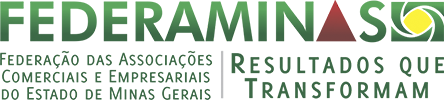 FEDERAMINAS
FEDERAÇÃO DAS ASSOCIAÇÕES
COMERCIAIS E EMPRESARIAIS
DO ESTADO DE MINAS GERAIS
RESULTADOS QUE
TRANSFORMAM